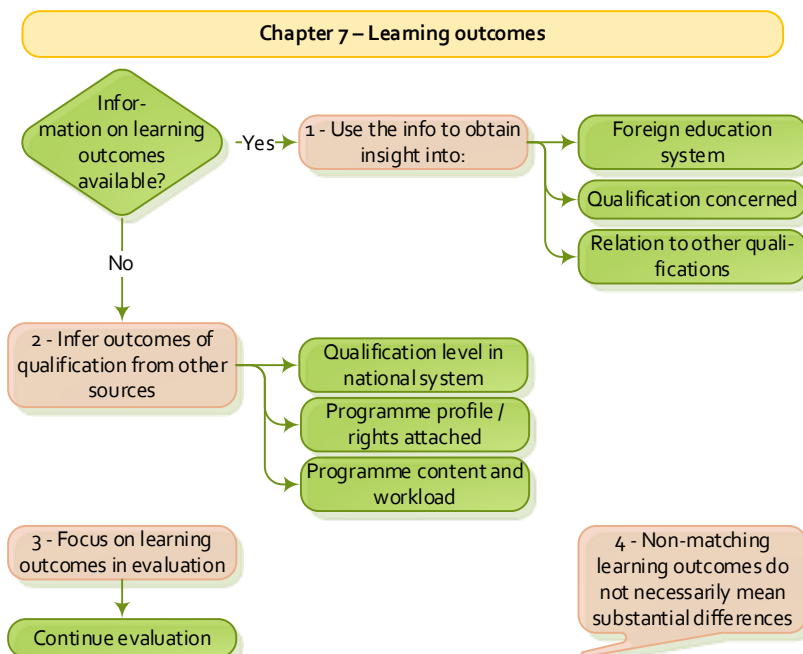 Chapter 7 – Learning outcomes
Infor-
mation on learning
outcomes
available?
Yes
1 - Use the info to obtain
insight into:
Foreign education
system
Qualification concerned
Relation to other quali-
fications
No
2 - Infer outcomes of
qualification from other
sources
Qualification level in
national system
Programme profile /
rights attached
Programme content and
workload
3 - Focus on learning
outcomes in evaluation
Continue evaluation
4 - Non-matching
learning outcomes do
not necessarily mean
substantial differences